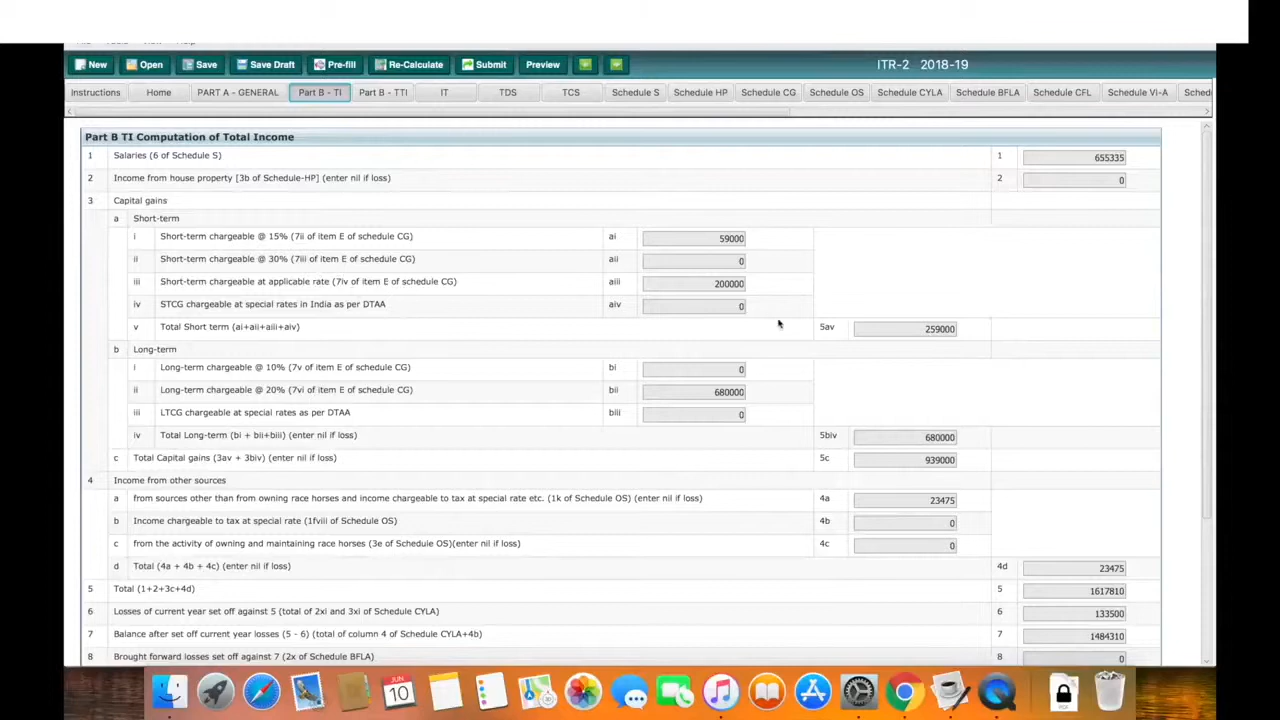 New Open Save Save Draft Pre-fill Re-Calculate Submit Preview ITR-2 2018-19
Instructions Home PART A - GENERAL Part B - TI Part B - TTI IT TDS TCS Schedule S Schedule HP Schedule CG Schedule OS Schedule CYLA Schedule BFLA Schedule CFL Schedule VI-A Schedu
Part B TI Computation of Total Income
1 Salaries (6 of Schedule S) 1 655335
2 Income from house property [3b of Schedule-HP] (enter nil if loss) 2 0
3 Capital gains
a Short-term
i Short-term chargeable @ 15% (7ii of item E of schedule CG) ai 59000
ii Short-term chargeable @ 30% (7iii of item E of schedule CG) aii 0
iii Short-term chargeable at applicable rate (7iv of item E of schedule CG) aiii 200000
iv STCG chargeable at special rates in India as per DTAA aiv 0
v Total Short term (ai+aii+aiii+aiv) 5av 259000
b Long-term
i Long-term chargeable @ 10% (7v of item E of schedule CG) bi 0
ii Long-term chargeable @ 20% (7vi of item E of schedule CG) bii 680000
iii LTCG chargeable at special rates as per DTAA biii 0
iv Total Long-term (bi + bii+biii) (enter nil if loss) 5biv 680000
c Total Capital gains (3av + 3biv) (enter nil if loss) 5c 939000
4 Income from other sources
a from sources other than from owning race horses and income chargeable to tax at special rate etc. (1k of Schedule OS) (enter nil if loss) 4a 23475
b Income chargeable to tax at special rate (1fviii of Schedule OS) 4b 0
c from the activity of owning and maintaining race horses (3e of Schedule OS)(enter nil if loss) 4c 0
d Total (4a + 4b + 4c) (enter nil if loss) 4d 23475
5 Total (1+2+3c+4d) 5 1617810
6 Losses of current year set off against 5 (total of 2xi and 3xi of Schedule CYLA) 6 133500
7 Balance after set off current year losses (5 - 6) (total of column 4 of Schedule CYLA+4b) 7 1484310
8 Brought forward losses set off against 7 (2x of Schedule BFLA) 8 0
JUN
10